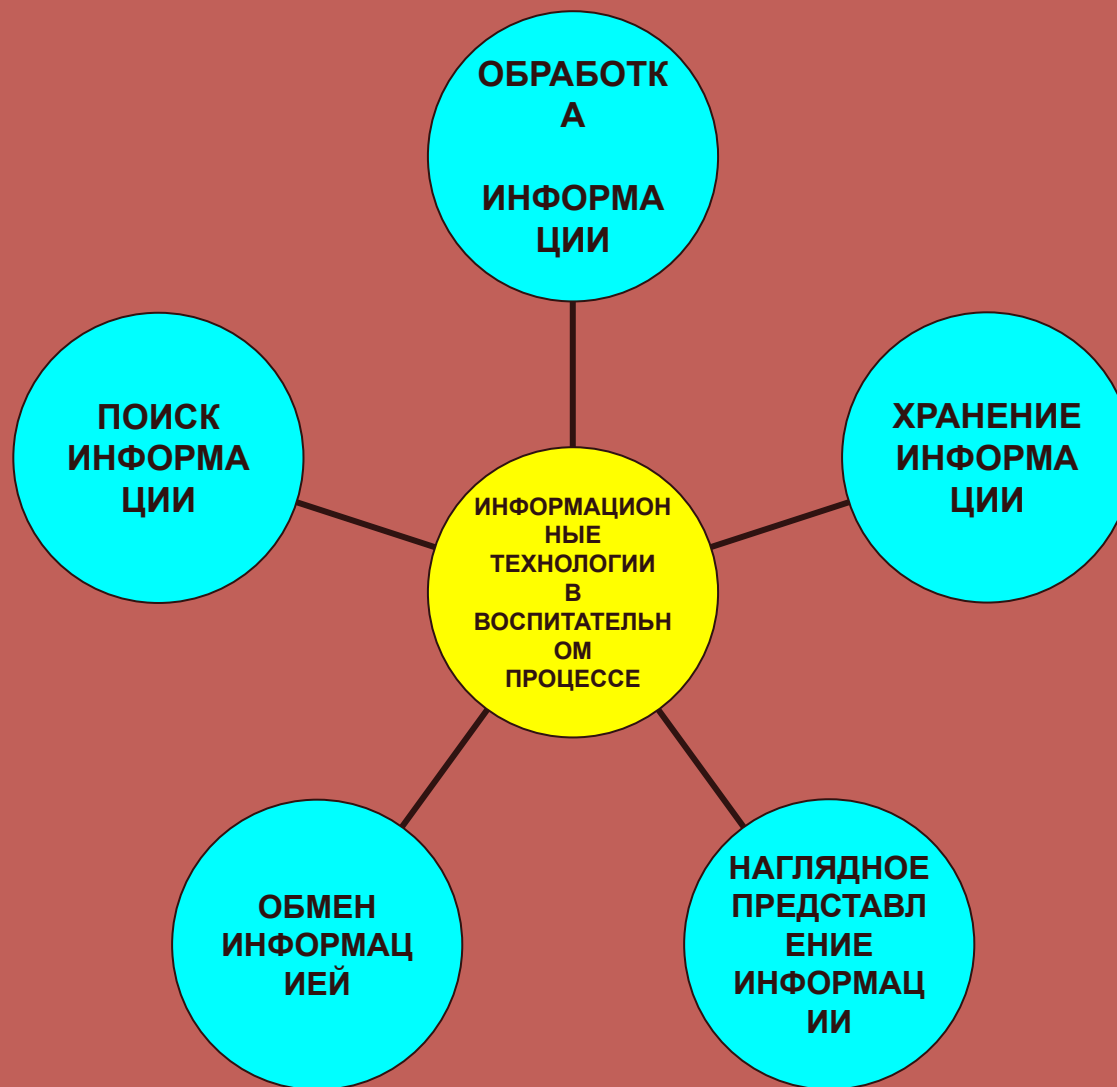 ОБРАБОТК
А
ИНФОРМА
ЦИИ
ПОИСК
ИНФОРМА
ЦИИ
ХРАНЕНИЕ
ИНФОРМА
ЦИИ
ИНФОРМАЦИОН
НЫЕ
ТЕХНОЛОГИИ
В
ВОСПИТАТЕЛЬН
ОМ
ПРОЦЕССЕ
ОБМЕН
ИНФОРМАЦ
ИЕЙ
НАГЛЯДНОЕ
ПРЕДСТАВЛ
ЕНИЕ
ИНФОРМАЦ
ИИ